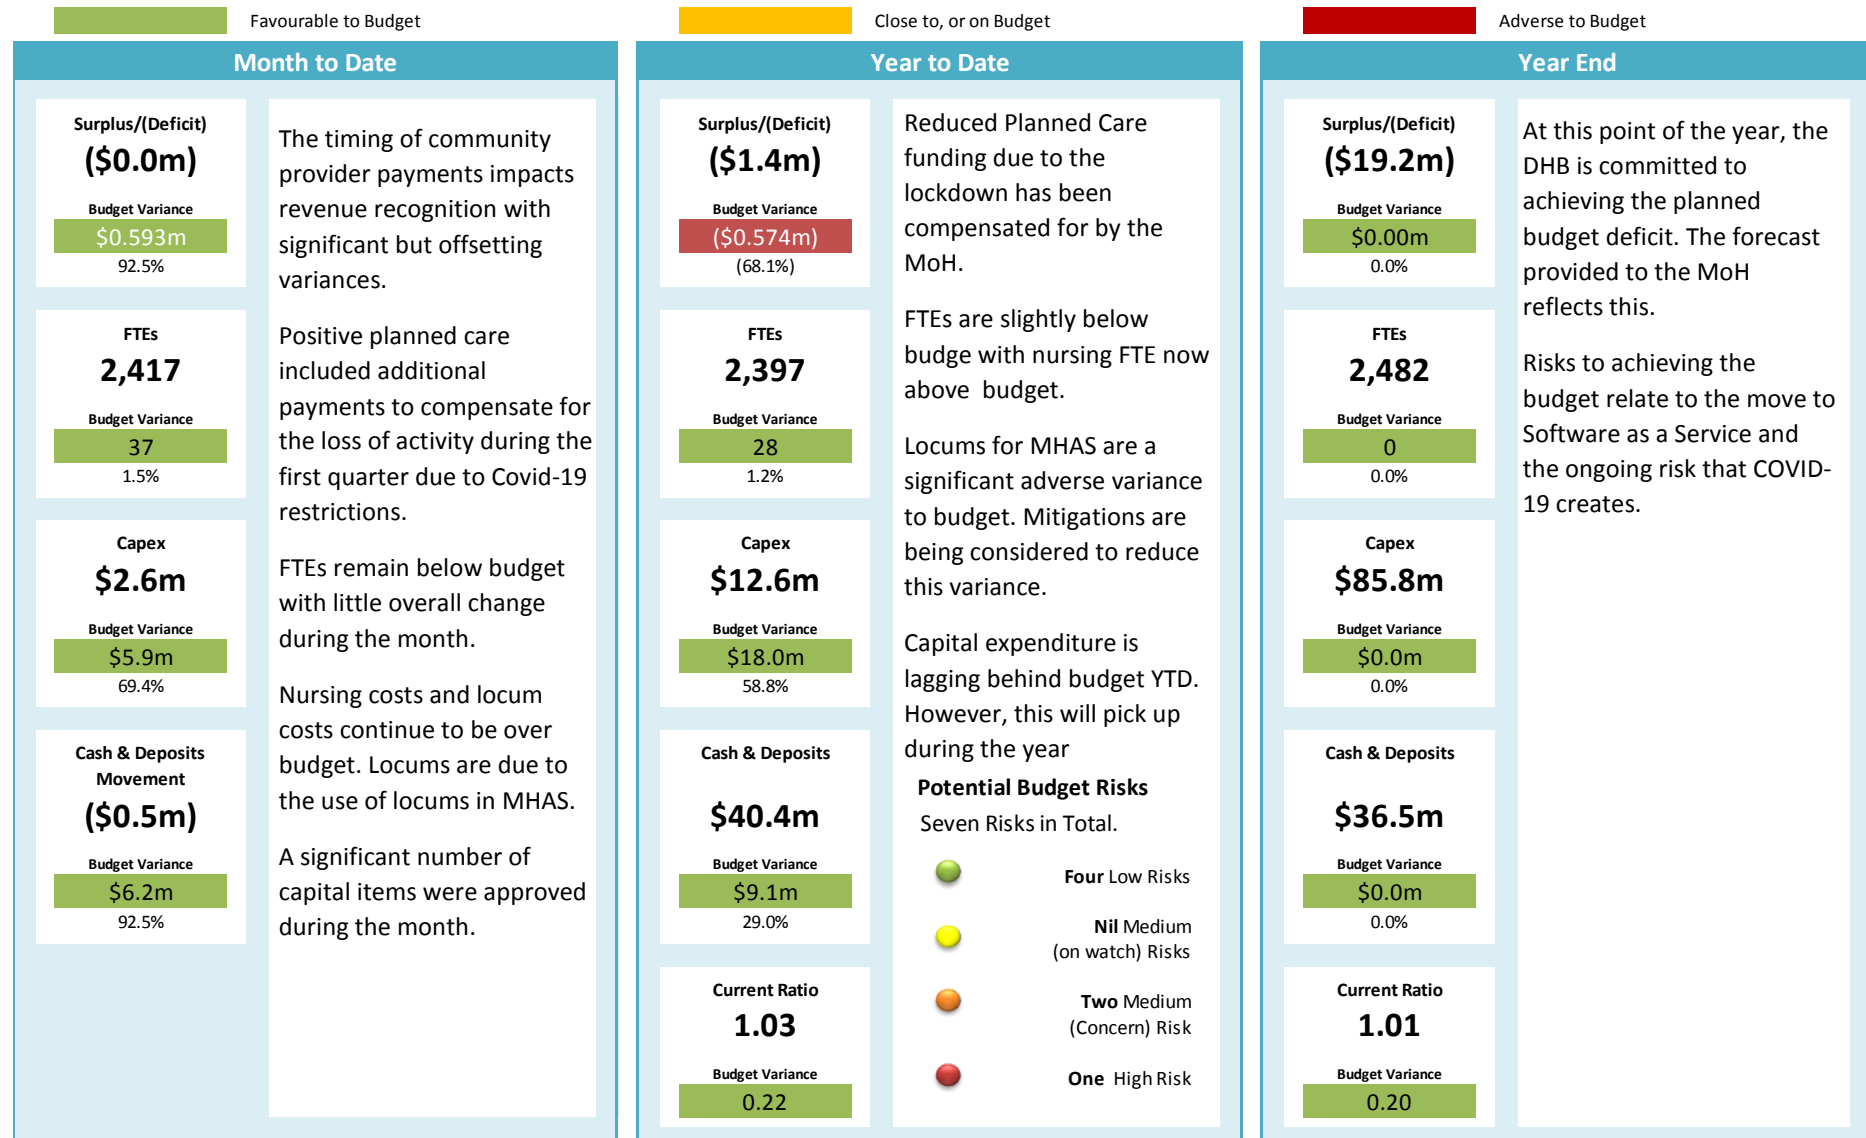 Favourable to Budget
Close to, or on Budget
Adverse to Budget
Month to Date
Surplus/(Deficit)
($0.0m)
Budget Variance
$0.593m
92.5%
FTEs
2,417
Budget Variance
37
1.5%
Capex
$2.6m
Budget Variance
$5.9m
69.4%
Cash & Deposits
Movement
($0.5m)
Budget Variance
$6.2m
92.5%
The timing of community
provider payments impacts
revenue recognition with
significant but offsetting
variances.
Positive planned care
included additional
payments to compensate for
the loss of activity during the
first quarter due to Covid-19
restrictions.
FTEs remain below budget
with little overall change
during the month.
Nursing costs and locum
costs continue to be over
budget. Locums are due to
the use of locums in MHAS.
A significant number of
capital items were approved
during the month.
Year to Date
Surplus/(Deficit)
($1.4m)
Budget Variance
($0.574m)
(68.1%)
FTEs
2,397
Budget Variance
28
1.2%
Capex
$12.6m
Budget Variance
$18.0m
58.8%
Cash & Deposits
$40.4m
Budget Variance
$9.1m
29.0%
Current Ratio
1.03
Budget Variance
0.22
Reduced Planned Care
funding due to the
lockdown has been
compensated for by the
MoH.
FTEs are slightly below
budge with nursing FTE now
above  budget.
Locums for MHAS are a
significant adverse variance
to budget. Mitigations are
being considered to reduce
this variance.
Capital expenditure is
lagging behind budget YTD.
However, this will pick up
during the year
Potential Budget Risks
Seven Risks in Total.
Four Low Risks
Nil Medium
(on watch) Risks
Two Medium
(Concern) Risk
One  High Risk
Year End
Surplus/(Deficit)
($19.2m)
Budget Variance
$0.00m
0.0%
FTEs
2,482
Budget Variance
0
0.0%
Capex
$85.8m
Budget Variance
$0.0m
0.0%
Cash & Deposits
$36.5m
Budget Variance
$0.0m
0.0%
Current Ratio
1.01
Budget Variance
0.20
At this point of the year, the
DHB is committed to
achieving the planned
budget deficit. The forecast
provided to the MoH
reflects this.
Risks to achieving the
budget relate to the move to
Software as a Service and
the ongoing risk that COVID-
19 creates.